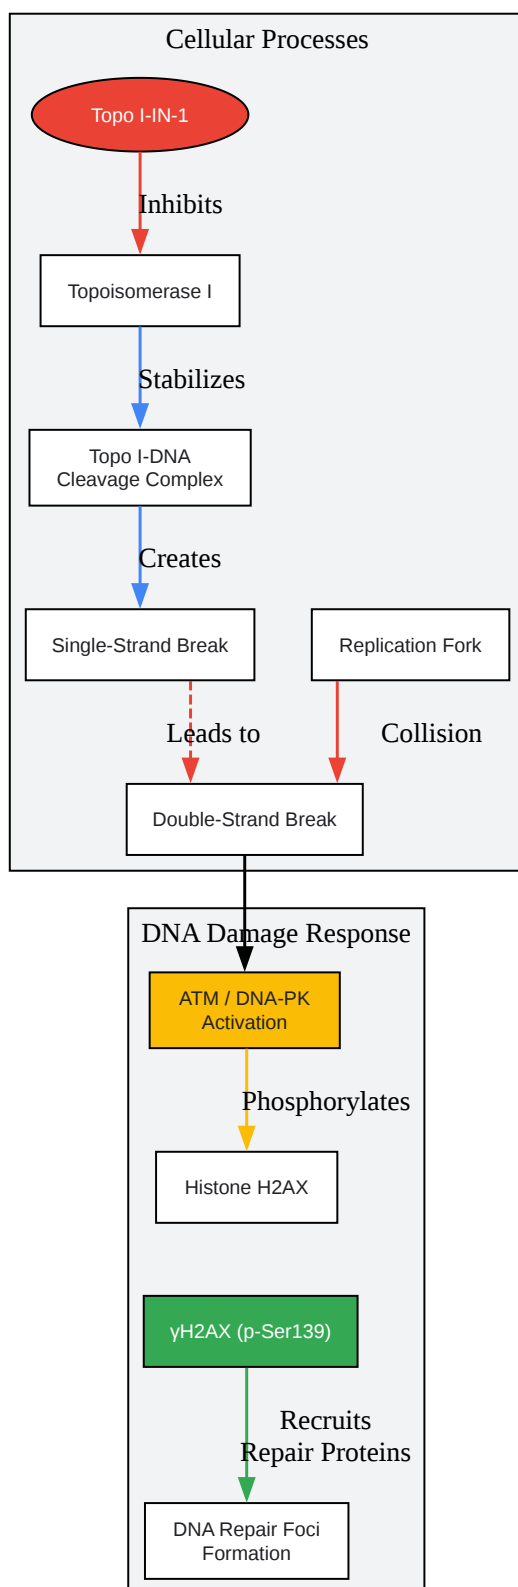 Cellular Processes
Topo I-IN-1
Inhibits
Topoisomerase I
Stabilizes
Topo I-DNA
Cleavage Complex
Creates
Single-Strand Break
Replication Fork
Leads to
Collision
Double-Strand Break
DNA Damage Response
ATM / DNA-PK
Activation
Phosphorylates
Histone H2AX
γH2AX (p-Ser139)
Recruits
Repair Proteins
DNA Repair Foci
Formation